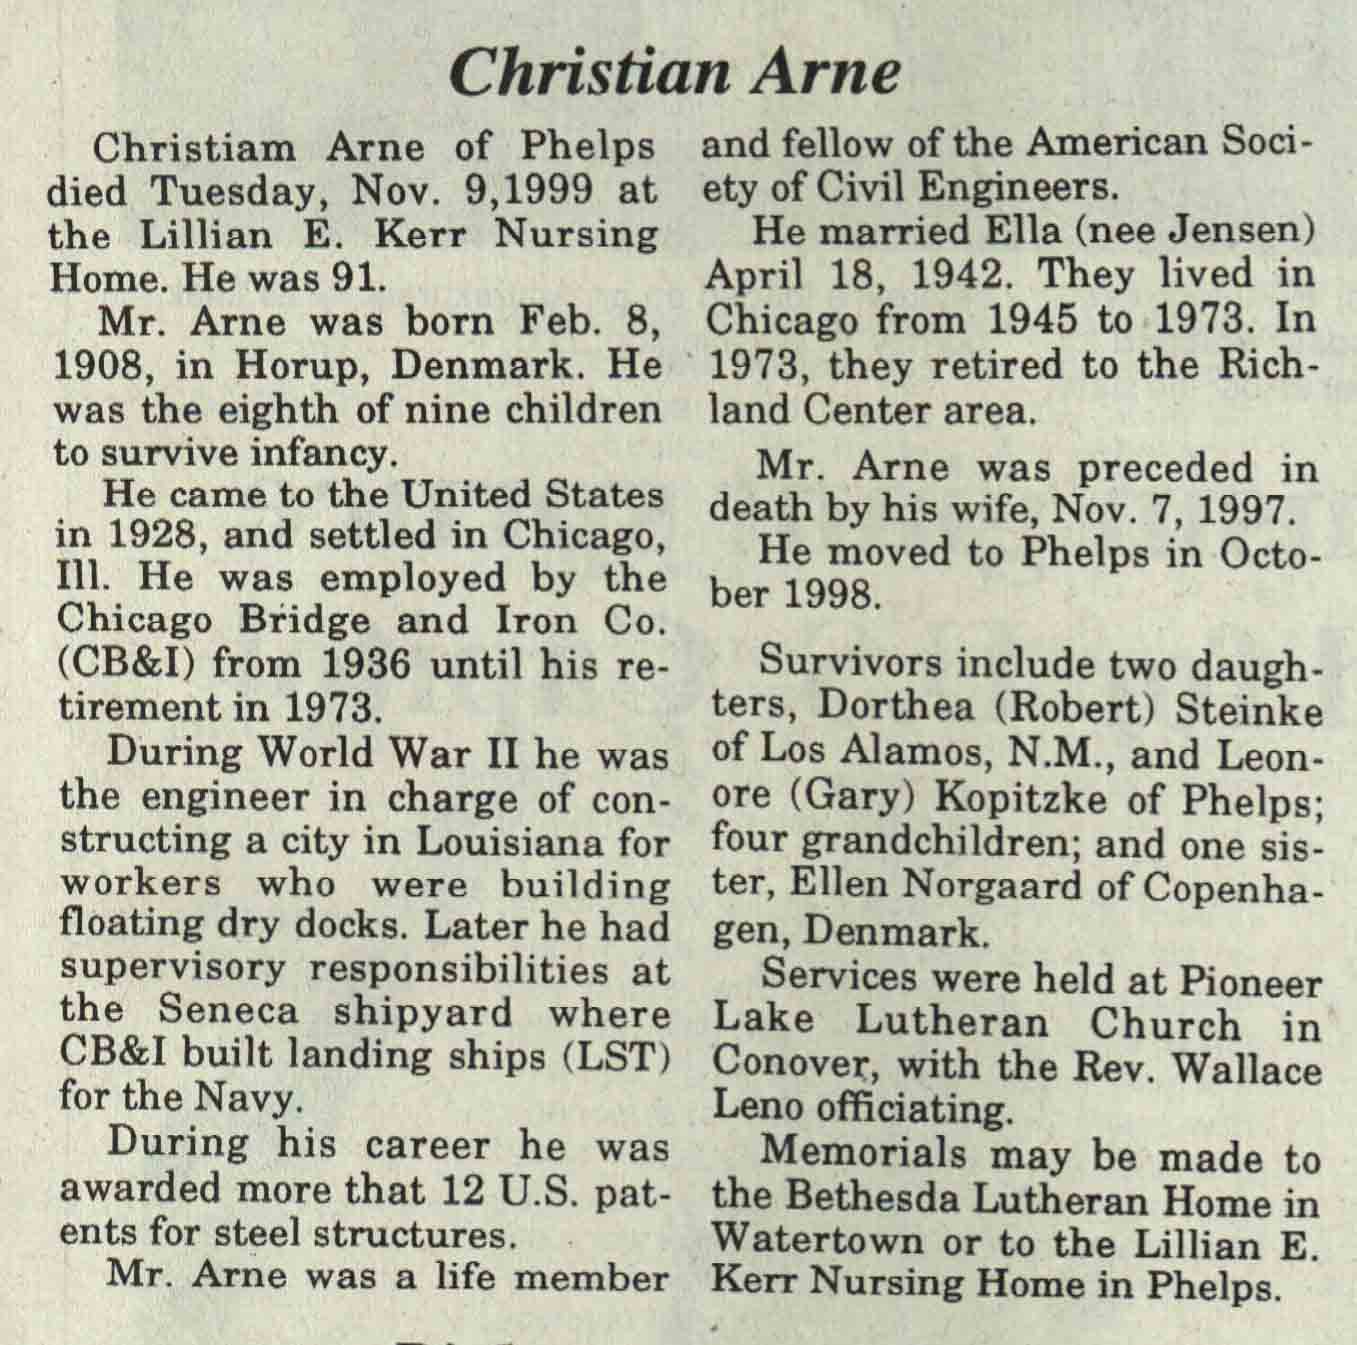 Christian Arne
Christiam Arne of Phelps
died Tuesday, Nov. 9,1999 at
the Lillian E. Kerr Nursing
Home. He was 91.
Mr. Arne was born Feb. 8,
1908, in Horup, Denmark. He
was the eighth of nine children
to survive infancy.
He came to the United States
in 1928, and settled in Chicago,
Ill. He was employed by the
Chicago Bridge and Iron Co.
(CB&I) from 1936 until his re-
tirement in 1973.
During World War II he was
the engineer in charge of con-
structing a city in Louisiana for
workers who were building
floating dry docks. Later he had
supervisory responsibilities at
the Seneca shipyard where
CB&I built landing ships (LST)
for the Navy.
During his career he was
awarded more that 12 U.S. pat-
ents for steel structures.
Mr. Arne was a life member
and fellow of the American Soci-
ety of Civil Engineers.
He married Ella (nee Jensen)
April 18, 1942. They lived in
Chicago from 1945 to 1973. In
1973, they retired to the Rich-
land Center area.
Mr. Arne was preceded in
death by his wife, Nov. 7, 1997.
He moved to Phelps in Octo-
ber 1998.
Survivors include two daugh-
ters, Dorthea (Robert) Steinke
of Los Alamos, N.M., and Leon-
ore (Gary) Kopitzke of Phelps;
four grandchildren; and one sis-
ter, Ellen Norgaard of Copenha-
gen, Denmark.
Services were held at Pioneer
Lake Lutheran Church in
Conover, with the Rev. Wallace
Leno officiating.
Memorials may be made to
the Bethesda Lutheran Home in
Watertown or to the Lillian E.
Kerr Nursing Home in Phelps.